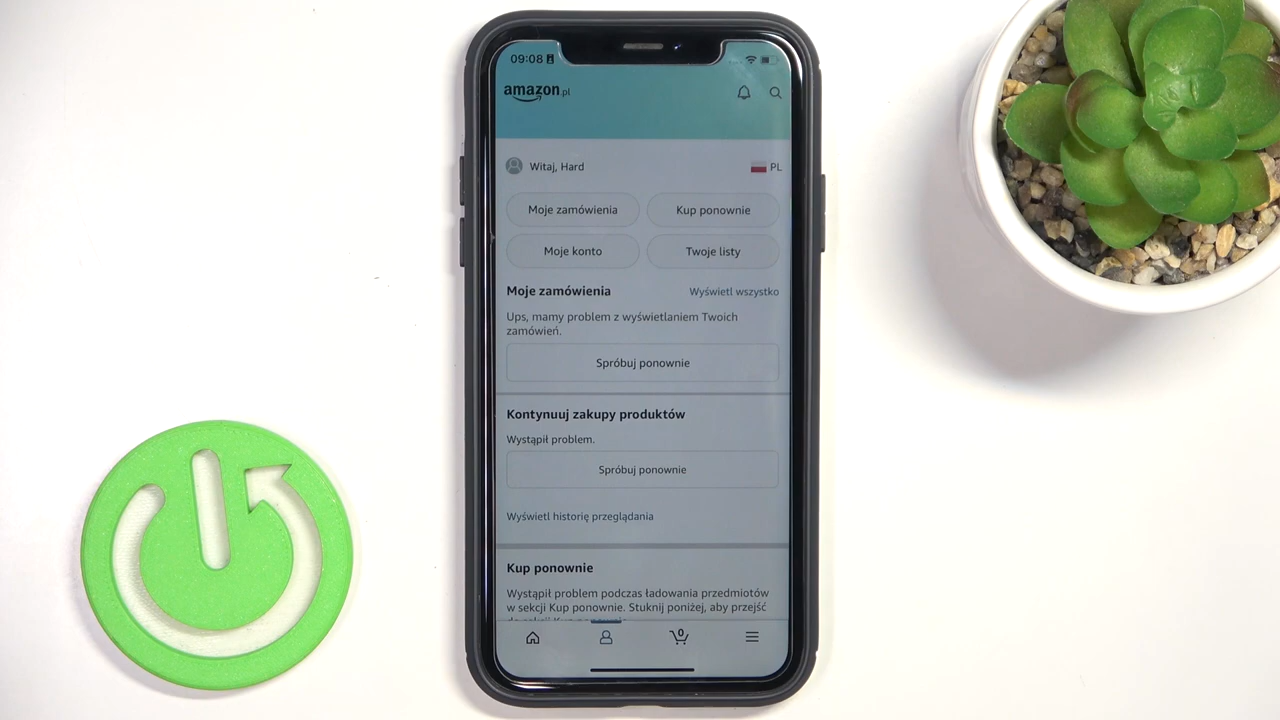 09:08
amazon.pl
Witaj, Hard
PL
Moje zamówienia
Kup ponownie
Moje konto
Twoje listy
Moje zamówienia
Wyświetl wszystko
Ups, mamy problem z wyświetlaniem Twoich
zamówień.
Spróbuj ponownie
Kontynuuj zakupy produktów
Wystąpił problem.
Spróbuj ponownie
Wyświetl historię przeglądania
Kup ponownie
Wystąpił problem podczas ładowania przedmiotów
w sekcji Kup ponownie. Stuknij poniżej, aby przejść
0